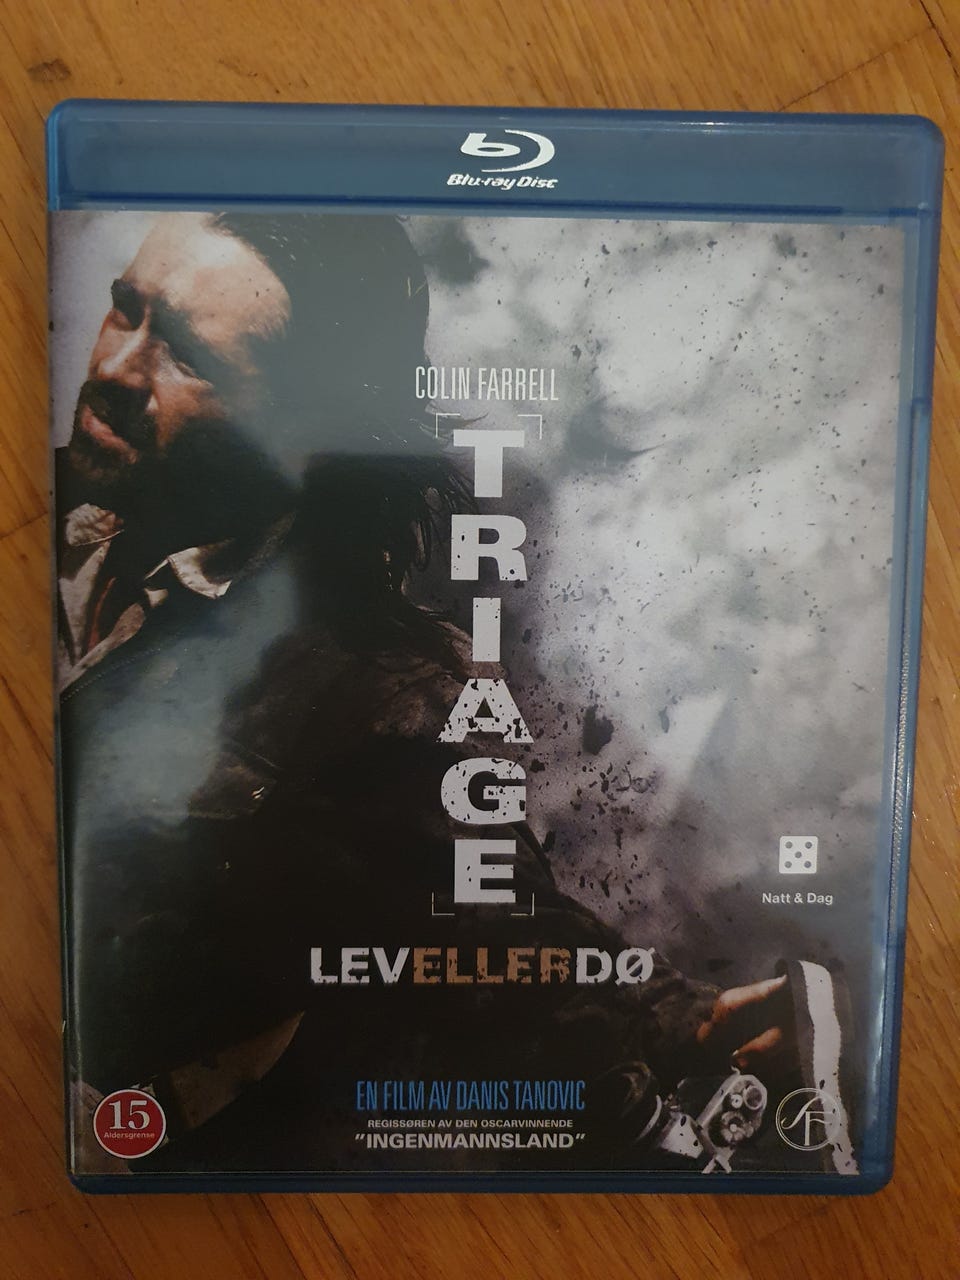 Blu-ray Disc
COLIN FARRELL
TRIAGE
LEVELLERDØ
Natt & Dag
EN FILM AV DANIS TANOVIC
REGISSØREN AV DEN OSCARVINNENDE
"INGENMANNSLAND"
15
Aldersgrense
SF